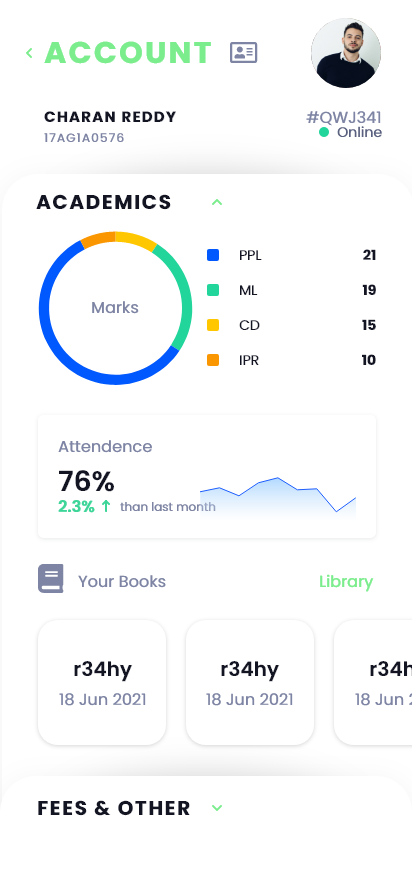 ACCOUNT
CHARAN REDDY
#QWJ341
17AG1A0576
Online
ACADEMICS
Marks
PPL 21
ML 19
CD 15
IPR 10
Attendence
76%
2.3% ↑ than last month
Your Books
Library
r34hy
r34hy
r34h
18 Jun 2021
18 Jun 2021
18 Jun 2
FEES & OTHER